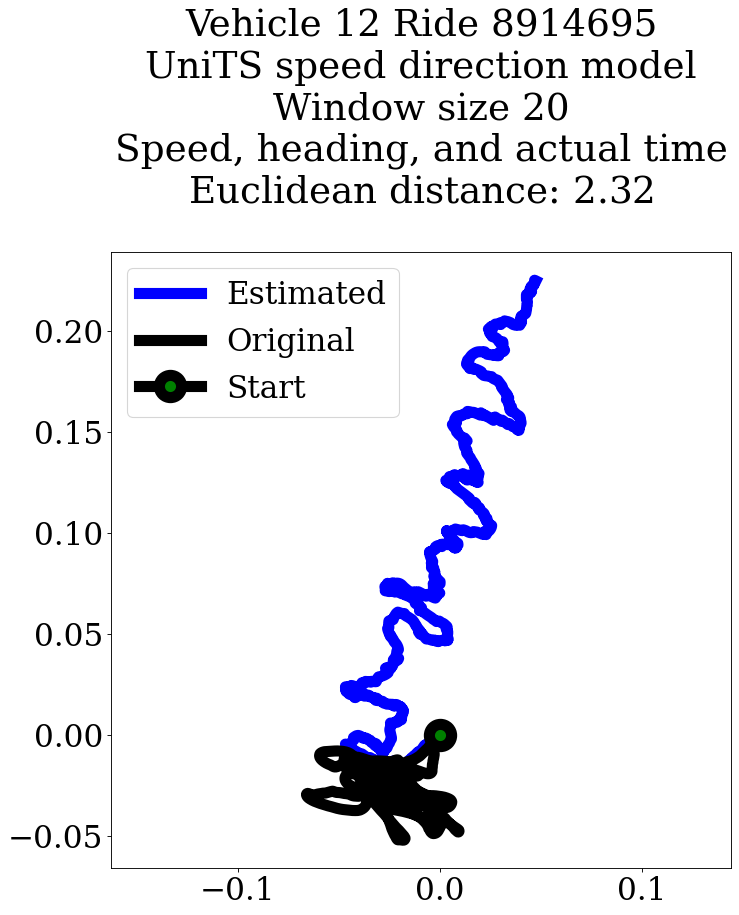 Vehicle 12 Ride 8914695
UniTS speed direction model
Window size 20
Speed, heading, and actual time
Euclidean distance: 2.32
Estimated
Original
Start
0.20
0.15
0.10
0.05
0.00
−0.05
−0.1
0.0
0.1